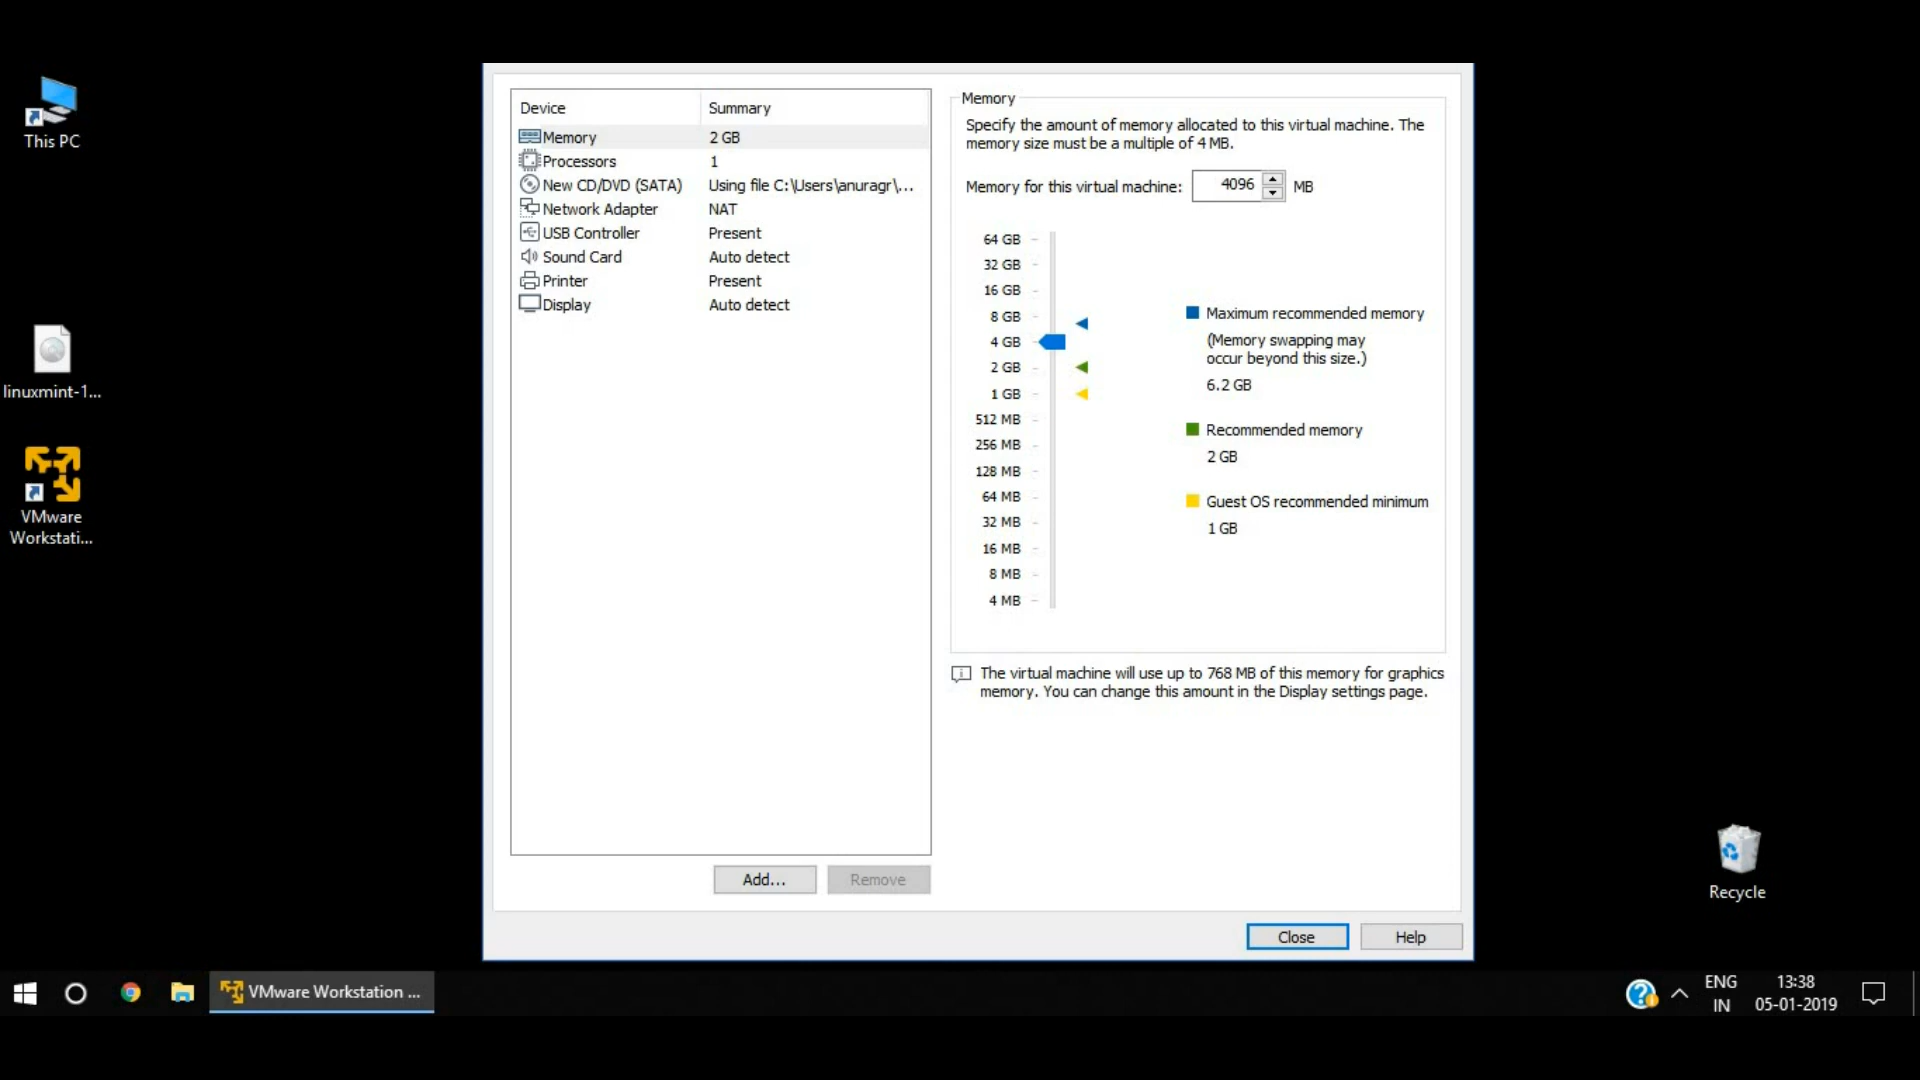 This PC
linuxmint-1...
VMware
Workstati...
Device Summary
Memory 2 GB
Processors 1
New CD/DVD (SATA) Using file C:\Users\anuragr\...
Network Adapter NAT
USB Controller Present
Sound Card Auto detect
Printer Present
Display Auto detect
Add...
Remove
Memory
Specify the amount of memory allocated to this virtual machine. The
memory size must be a multiple of 4 MB.
Memory for this virtual machine: 4096 MB
64 GB
32 GB
16 GB
8 GB
4 GB
2 GB
1 GB
512 MB
256 MB
128 MB
64 MB
32 MB
16 MB
8 MB
4 MB
Maximum recommended memory
(Memory swapping may
occur beyond this size.)
6.2 GB
Recommended memory
2 GB
Guest OS recommended minimum
1 GB
The virtual machine will use up to 768 MB of this memory for graphics
memory. You can change this amount in the Display settings page.
Close
Help
Recycle
VMware Workstation ...
ENG
IN
13:38
05-01-2019